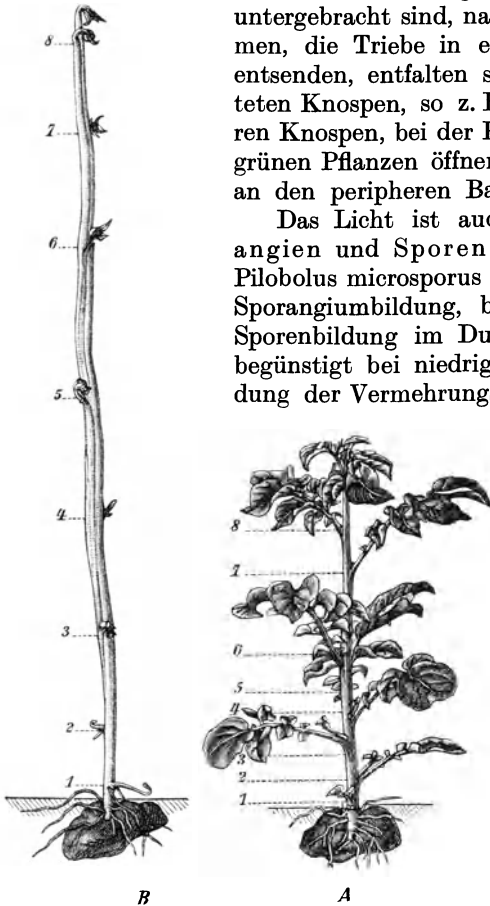 untergebracht sind, na
men, die Triebe in e
entsenden, entfalten s
teten Knospen, so z.
ren Knospen, bei der
grünen Pflanzen öffner
an den peripheren Ba
Das Licht ist auc
angien und Sporen
Pilobolus microsporus
Sporangiumbildung, b
Sporenbildung im Du
begünstigt bei niedrig
dung der Vermehrung
8
7
6
5
4
3
2
1
B
8
7
6
5
4
3
2
1
A